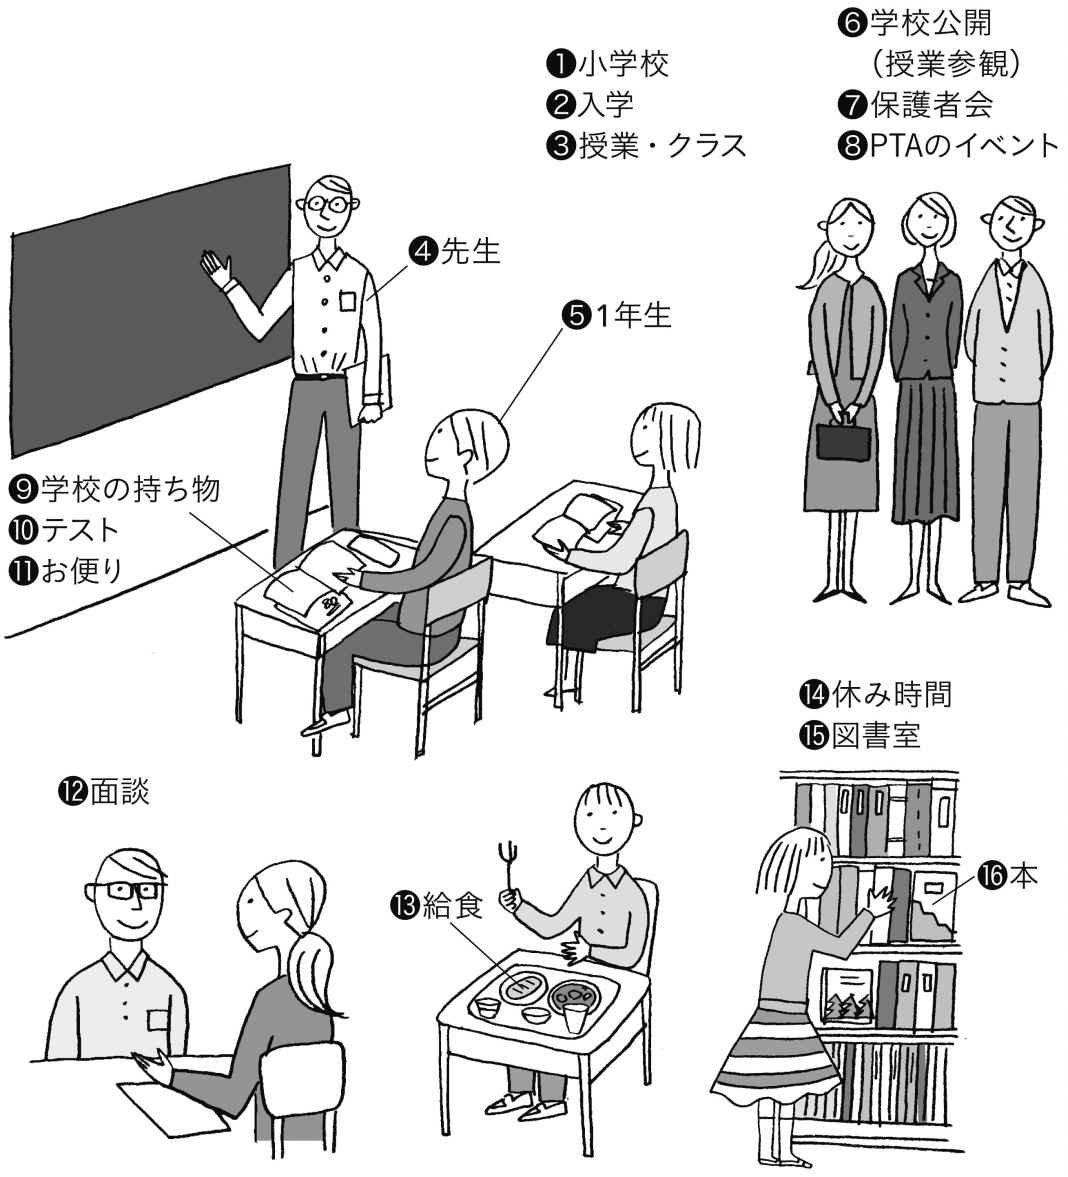 ❶小学校
❷入学
❸授業・クラス
❻学校公開
（授業参観）
❼保護者会
❽PTAのイベント
❹先生
❺1年生
❾学校の持ち物
❿テスト
⓫お便り
89
⓬面談
⓭給食
⓮休み時間
⓯図書室
⓰本